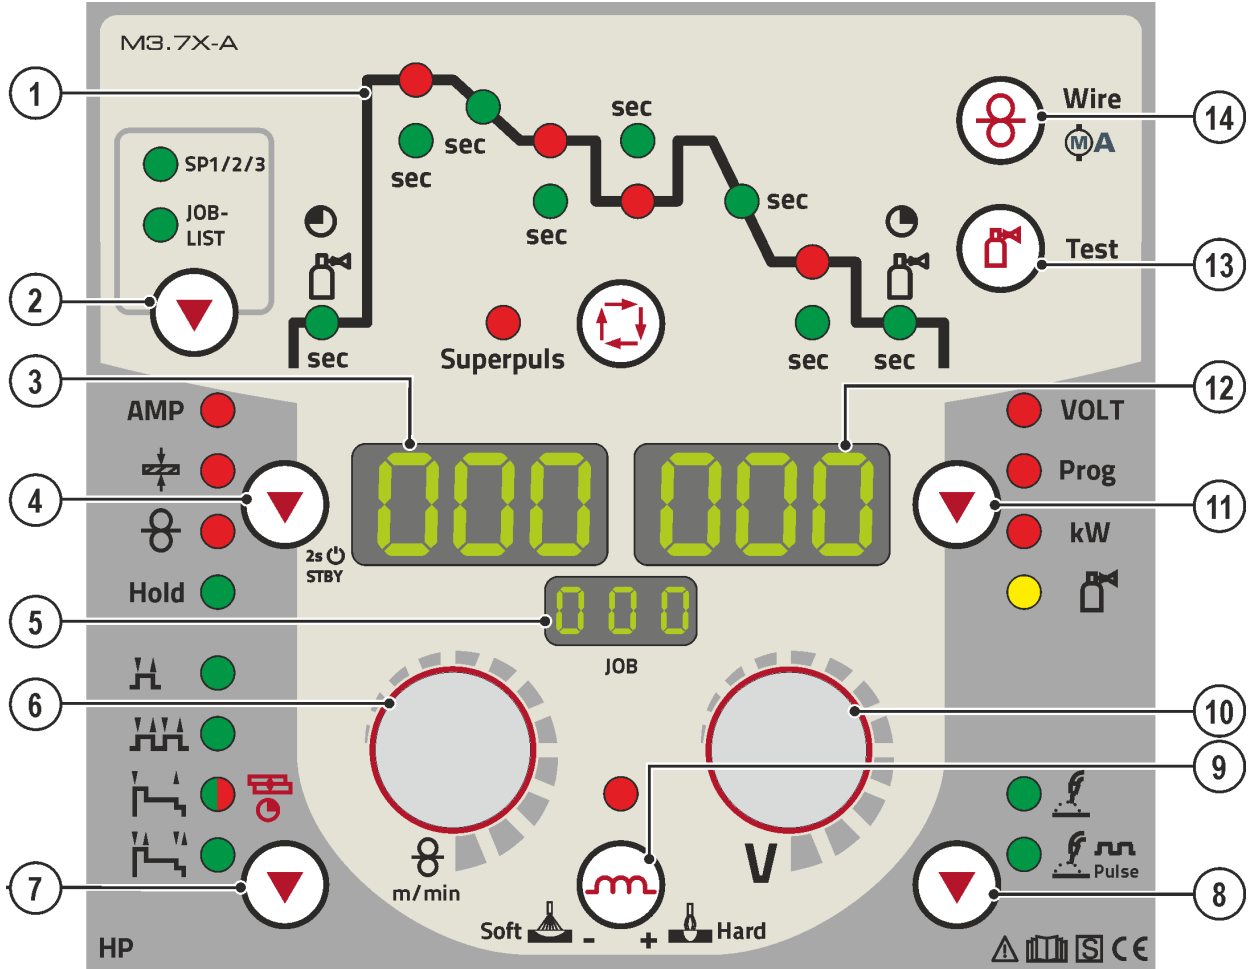 M3.7X-A
1
sec
Wire
14
A
M
SP1/2/3
sec
sec
JOB-
LIST
sec
sec
Test
13
2
sec
Superpuls
sec
sec
3
12
AMP
VOLT
000
000
Prog
4
11
kW
2s
STBY
Hold
000
5
JOB
6
10
9
V
m/min
Pulse
7
8
Soft
-
+
Hard
HP
S
CE